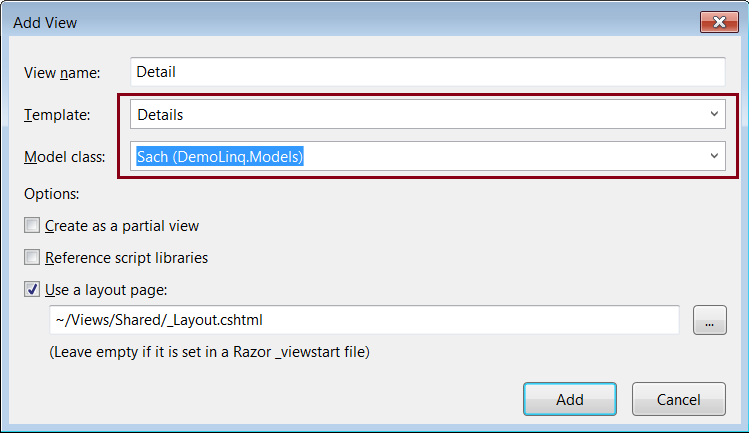 Add View
View name: Detail
Template: Details
Model class: Sach (DemoLinq.Models)
Options:
Create as a partial view
Reference script libraries
Use a layout page:
~/Views/Shared/_Layout.cshtml ...
(Leave empty if it is set in a Razor _viewstart file)
Add Cancel